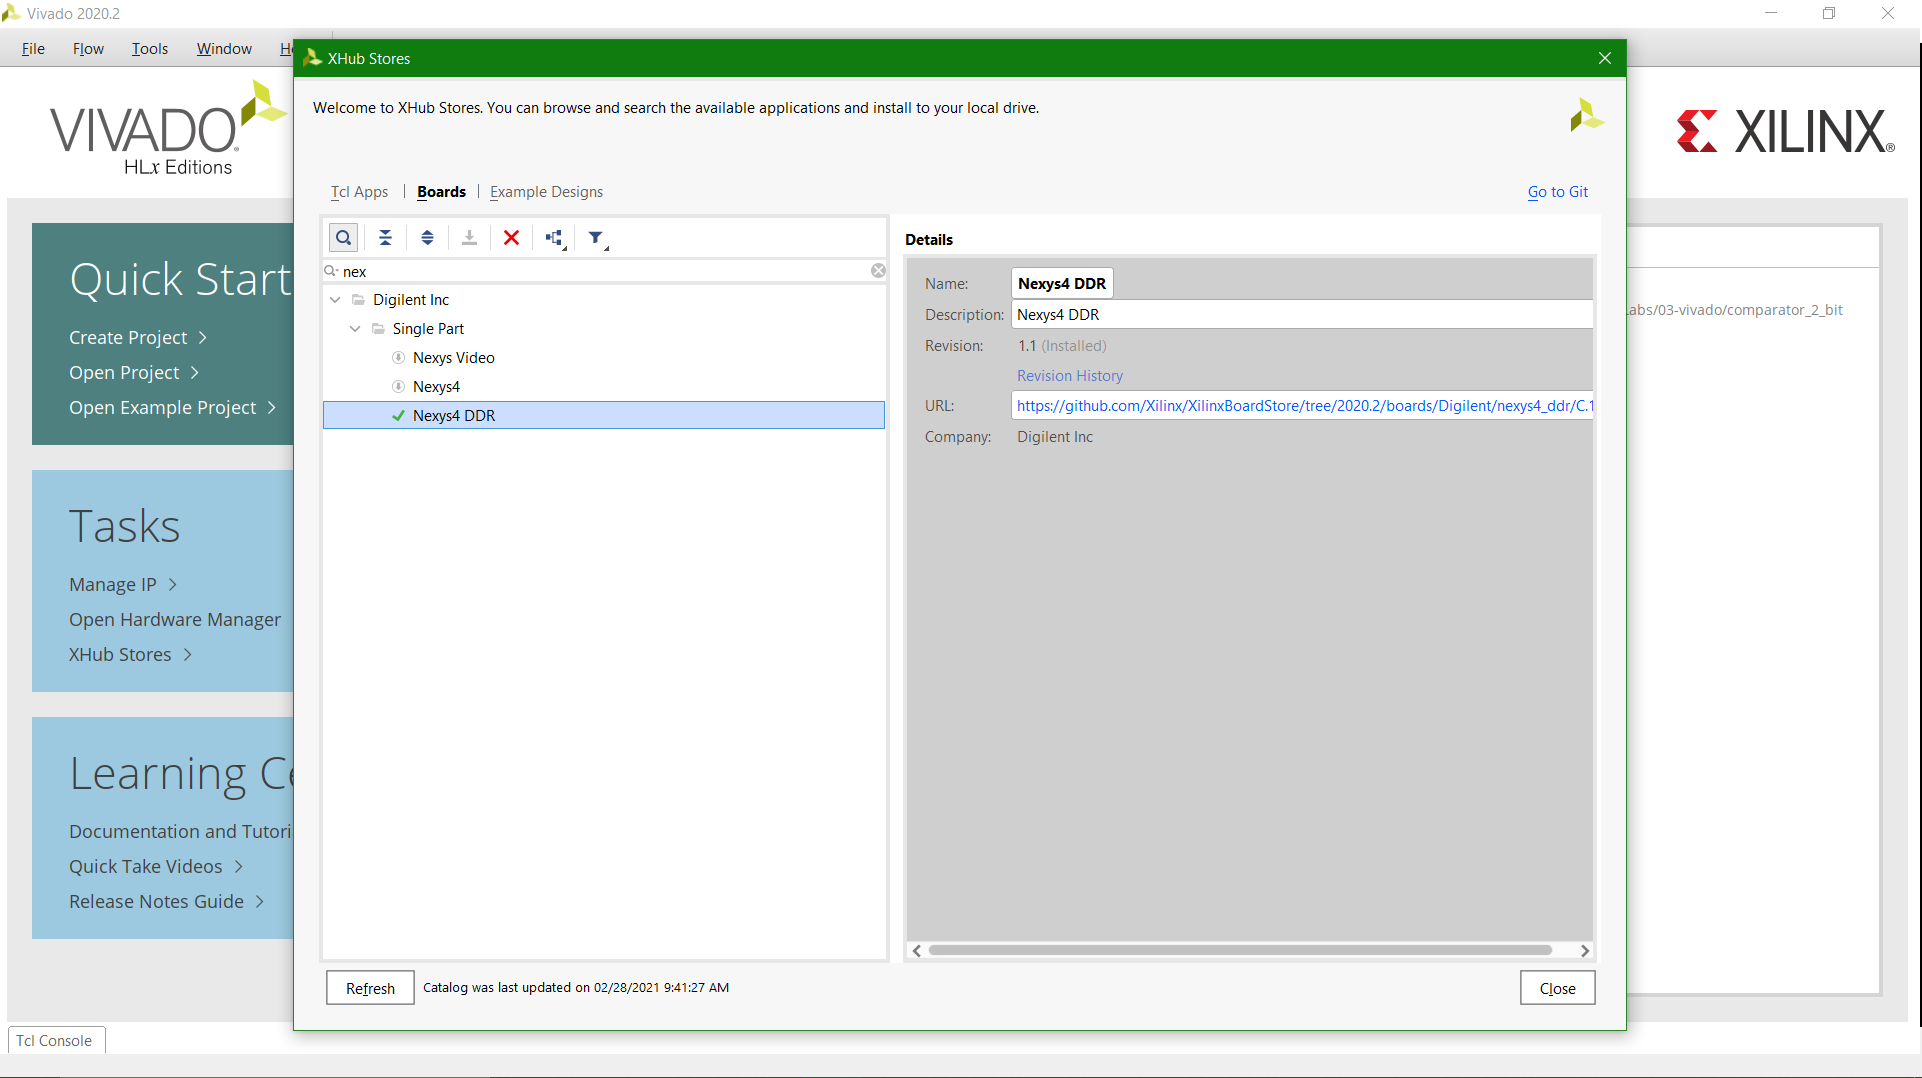 Vivado 2020.2
File Flow Tools Window
XHub Stores
Welcome to XHub Stores. You can browse and search the available applications and install to your local drive.
VIVADO
HLx Editions
XILINX®
Tcl Apps | Boards | Example Designs
Go to Git
nex
Digilent Inc
Single Part
Nexys Video
Nexys4
Nexys4 DDR
Details
Name: Nexys4 DDR
Description: Nexys4 DDR
Revision: 1.1 (Installed)
Revision History
URL: https://github.com/Xilinx/XilinxBoardStore/tree/2020.2/boards/Digilent/nexys4_ddr/C.1
Company: Digilent Inc
Quick Start
Create Project
Open Project
Open Example Project
Tasks
Manage IP
Open Hardware Manager
XHub Stores
Learning
Documentation and
Quick Take Videos
Release Notes Guide
/03-vivado/comparator_2_bit
Refresh
Catalog was last updated on 02/28/2021 9:41:27 AM
Close
Tcl Console